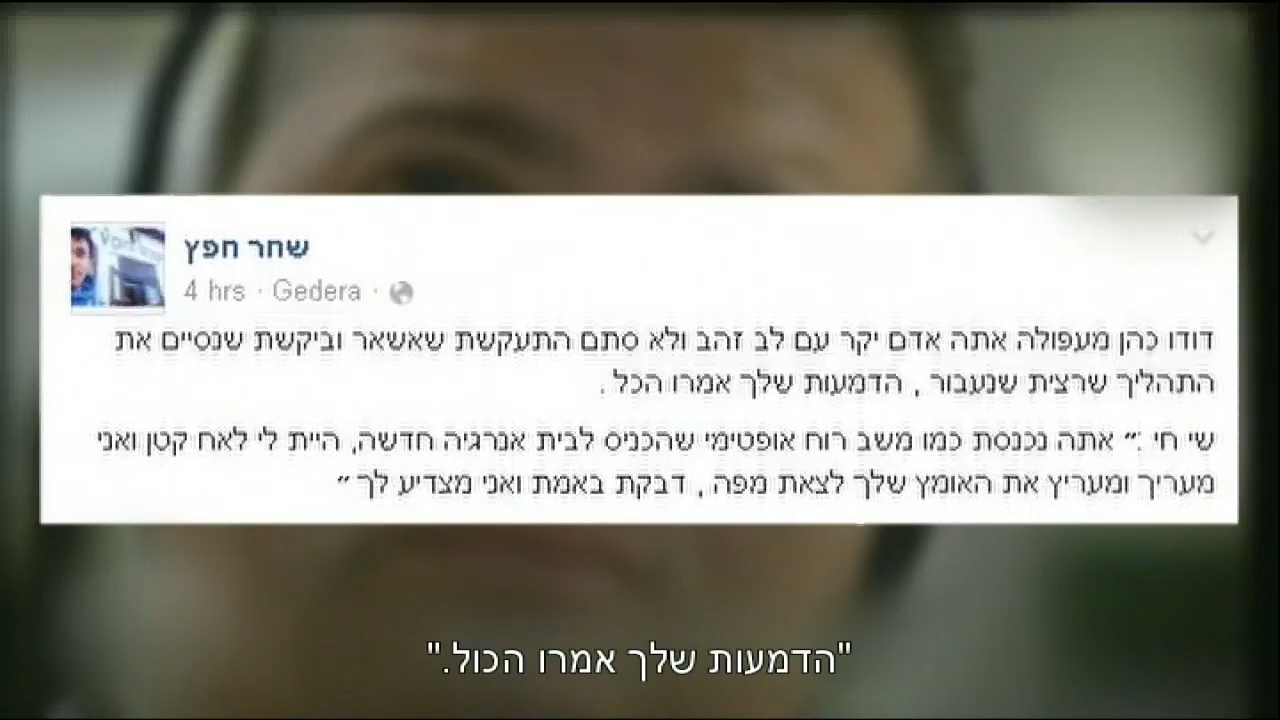 שחר חפץ
4 hrs · Gedera ·
דודו כהן מעפולה אתה אדם יקר עם לב זהב ולא סתם התעקשת שאשאר וביקשת שנסיים את
התהליך שרצית שנעבור , הדמעות שלך אמרו הכל .
שי חי :״ אתה נכנסת כמו משב רוח אופטימי שהכניס לבית אנרגיה חדשה, היית לי לאח קטן ואני
מעריך ומעריץ את האומץ שלך לצאת מפה , דבקת באמת ואני מצדיע לך ״
"הדמעות שלך אמרו הכול."